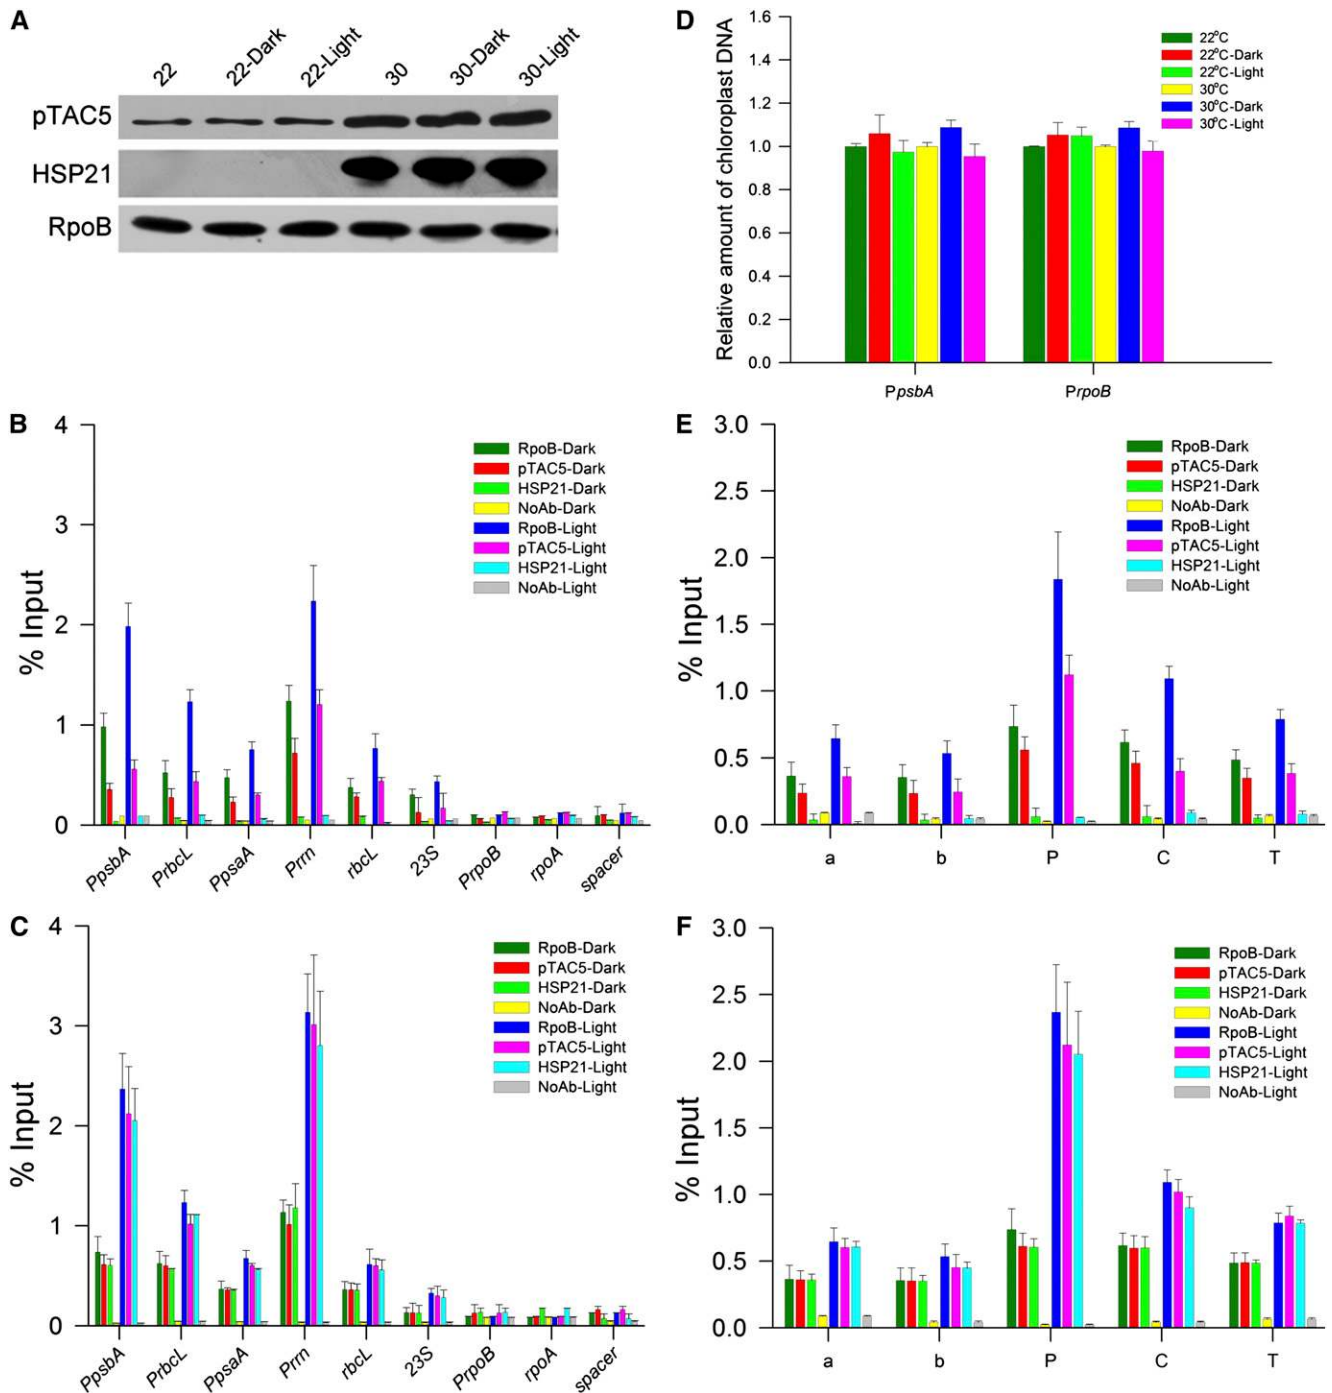 A
22 22-Dark 22-Light 30 30-Dark 30-Light
pTAC5
HSP21
RpoB
D
Relative amount of chloroplast DNA
1.6
1.4
1.2
1.0
0.8
0.6
0.4
0.2
0.0
22°C
22°C-Dark
22°C-Light
30°C
30°C-Dark
30°C-Light
PpsbA PrpoB
B
% Input
4
3
2
1
0
RpoB-Dark
pTAC5-Dark
HSP21-Dark
NoAb-Dark
RpoB-Light
pTAC5-Light
HSP21-Light
NoAb-Light
PpsbA PrbcL PpsaA Prrn rbcL 23S PrpoB rpoA spacer
E
% Input
3.0
2.5
2.0
1.5
1.0
0.5
0.0
RpoB-Dark
pTAC5-Dark
HSP21-Dark
NoAb-Dark
RpoB-Light
pTAC5-Light
HSP21-Light
NoAb-Light
a b P C T
C
% Input
4
3
2
1
0
RpoB-Dark
pTAC5-Dark
HSP21-Dark
NoAb-Dark
RpoB-Light
pTAC5-Light
HSP21-Light
NoAb-Light
PpsbA PrbcL PpsaA Prrn rbcL 23S PrpoB rpoA spacer
F
% Input
3.0
2.5
2.0
1.5
1.0
0.5
0.0
RpoB-Dark
pTAC5-Dark
HSP21-Dark
NoAb-Dark
RpoB-Light
pTAC5-Light
HSP21-Light
NoAb-Light
a b P C T